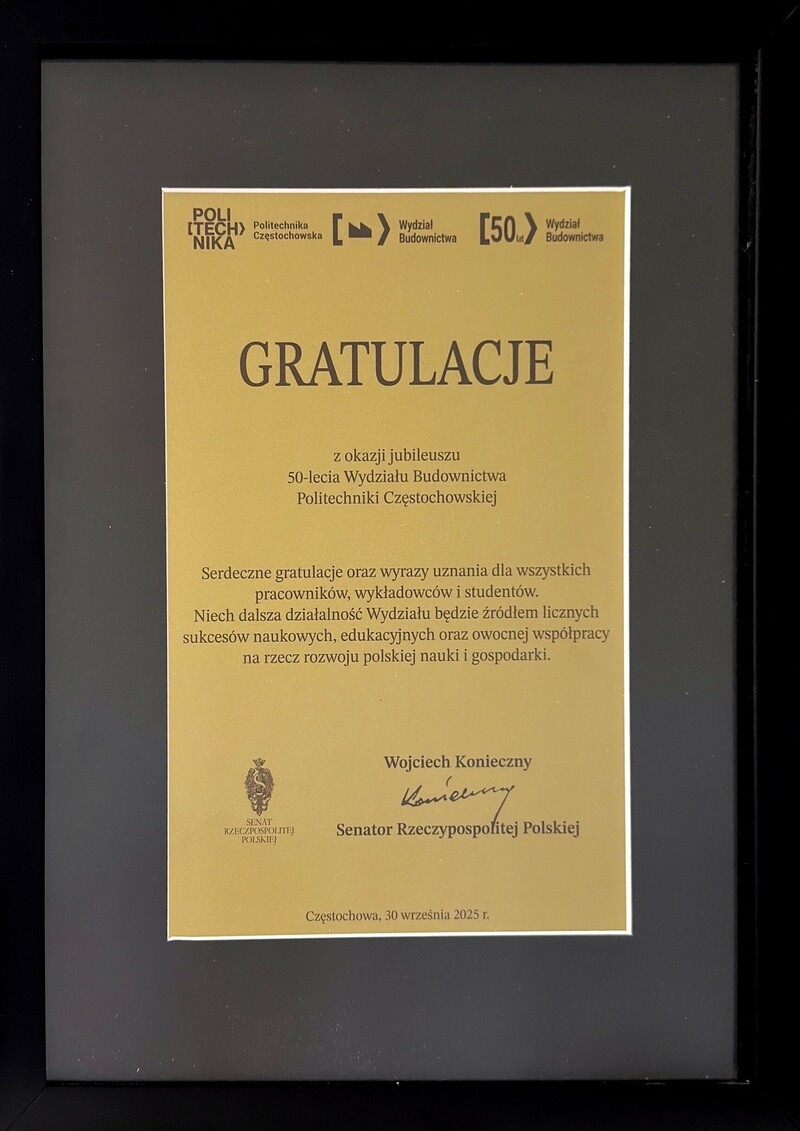 POLI
[TECH)
NIKA
Politechnika
Częstochowska
Wydział
Budownictwa
[50 lat)
Wydział
Budownictwa
GRATULACJE
z okazji jubileuszu
50-lecia Wydziału Budownictwa
Politechniki Częstochowskiej
Serdeczne gratulacje oraz wyrazy uznania dla wszystkich
pracowników, wykładowców i studentów.
Niech dalsza działalność Wydziału będzie źródłem licznych
sukcesów naukowych, edukacyjnych oraz owocnej współpracy
na rzecz rozwoju polskiej nauki i gospodarki.
Wojciech Konieczny
Konieczny
Senator Rzeczypospolitej Polskiej
SENAT
RZECZPOSPOLITEJ
POLSKIEJ
Częstochowa, 30 września 2025 r.